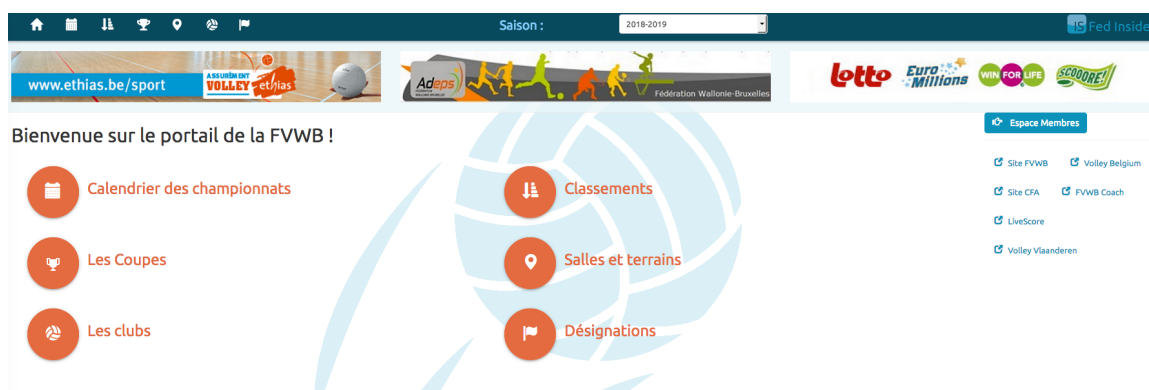 Saison :
2018-2019
Fed Inside
www.ethias.be/sport
ASSURÉMENT
VOLLEY
ethias
Adeps
Fédération Wallonie-Bruxelles
lotto
Euro Millions
WIN FOR LIFE
SCOOORE!
Espace Membres
Bienvenue sur le portail de la FVWB !
Site FVWB
Volley Belgium
Calendrier des championnats
Classements
Site CFA
FVWB Coach
LiveScore
Les Coupes
Salles et terrains
Volley Vlaanderen
Les clubs
Désignations